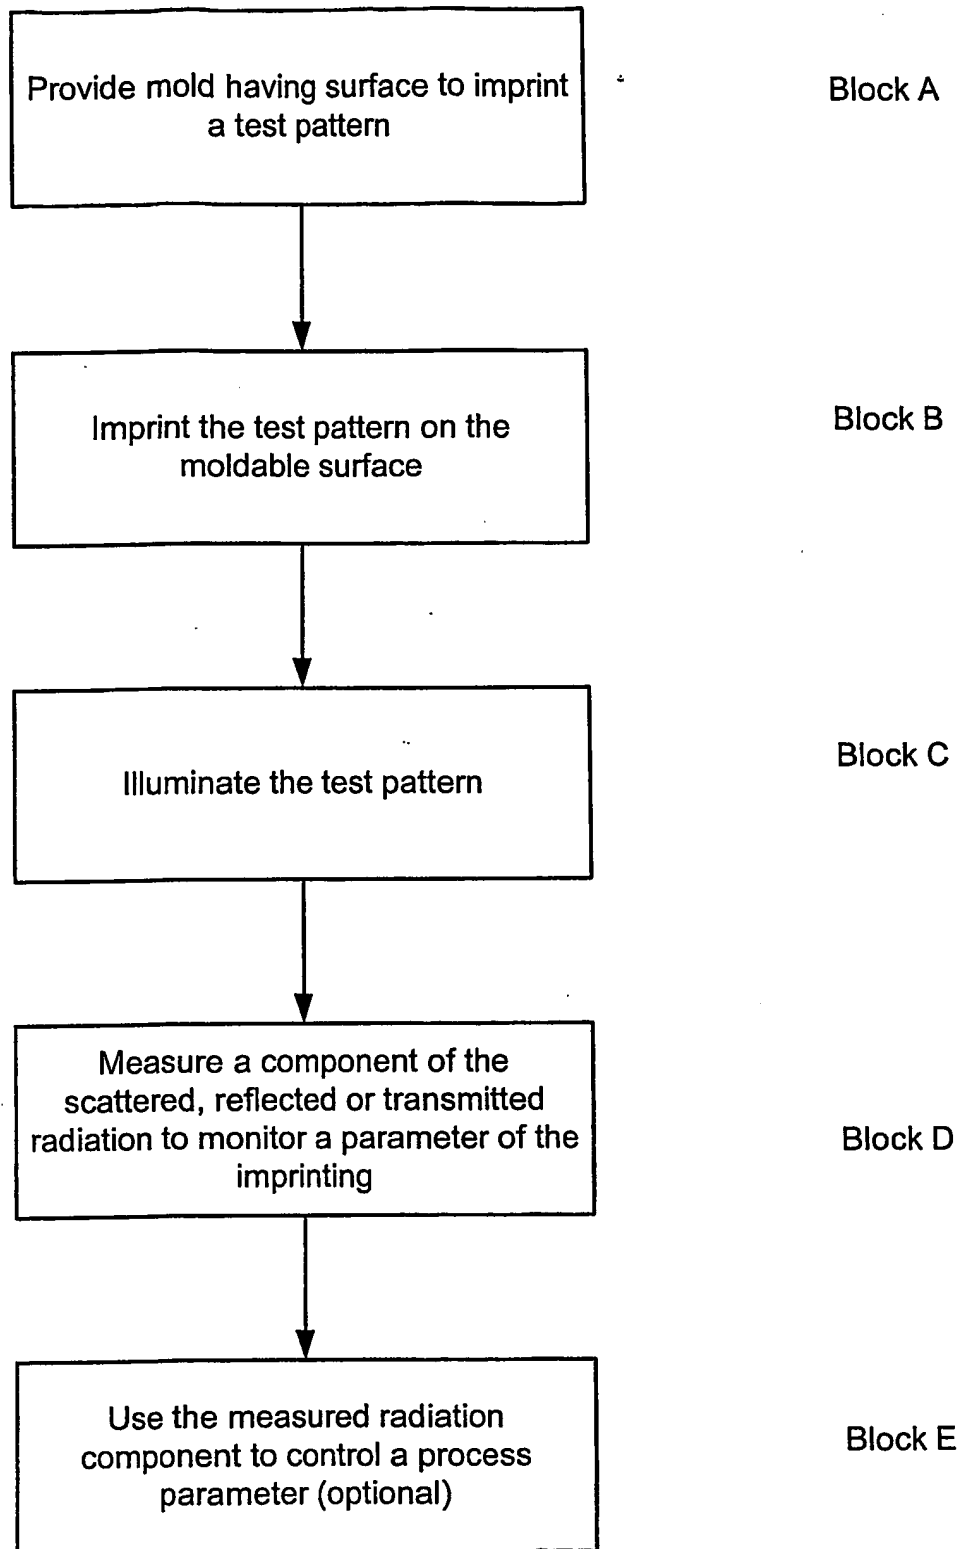 Provide mold having surface to imprint
a test pattern
Block A
Imprint the test pattern on the
moldable surface
Block B
Illuminate the test pattern
Block C
Measure a component of the
scattered, reflected or transmitted
radiation to monitor a parameter of the
imprinting
Block D
Use the measured radiation
component to control a process
parameter (optional)
Block E